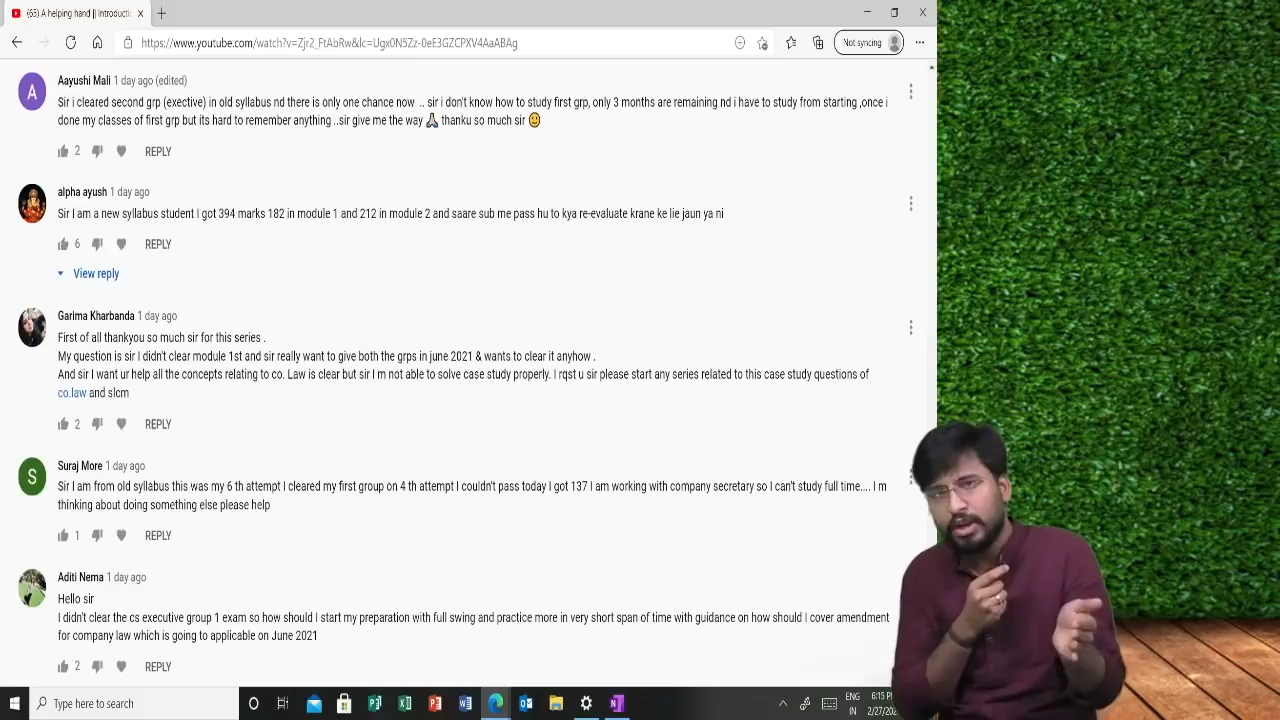 (65) A helping hand || Introducti
https://www.youtube.com/watch?v=Zjr2_FtAbRw&lc=Ugx0N5Zz-0eE3GZCPXV4AaABAg
Not syncing
A
Aayushi Mali 1 day ago (edited)
Sir i cleared second grp (exective) in old syllabus nd there is only one chance now .. sir i don't know how to study first grp, only 3 months are remaining nd i have to study from starting ,once i
done my classes of first grp but its hard to remember anything ..sir give me the way 🙏 thanku so much sir 🙂
2 REPLY
alpha ayush 1 day ago
Sir I am a new syllabus student I got 394 marks 182 in module 1 and 212 in module 2 and saare sub me pass hu to kya re-evaluate krane ke lie jaun ya ni
6 REPLY
View reply
Garima Kharbanda 1 day ago
First of all thankyou so much sir for this series .
My question is sir I didn't clear module 1st and sir really want to give both the grps in june 2021 & wants to clear it anyhow .
And sir I want ur help all the concepts relating to co. Law is clear but sir I m not able to solve case study properly. I rqst u sir please start any series related to this case study questions of
co.law and slcm
2 REPLY
S
Suraj More 1 day ago
Sir I am from old syllabus this was my 6 th attempt I cleared my first group on 4 th attempt I couldn't pass today I got 137 I am working with company secretary so I can't study full time.... I m
thinking about doing something else please help
1 REPLY
Aditi Nema 1 day ago
Hello sir
I didn't clear the cs executive group 1 exam so how should I start my preparation with full swing and practice more in very short span of time with guidance on how should I cover amendment
for company law which is going to applicable on June 2021
2 REPLY
Type here to search
ENG
IN
6:15
2/27/20